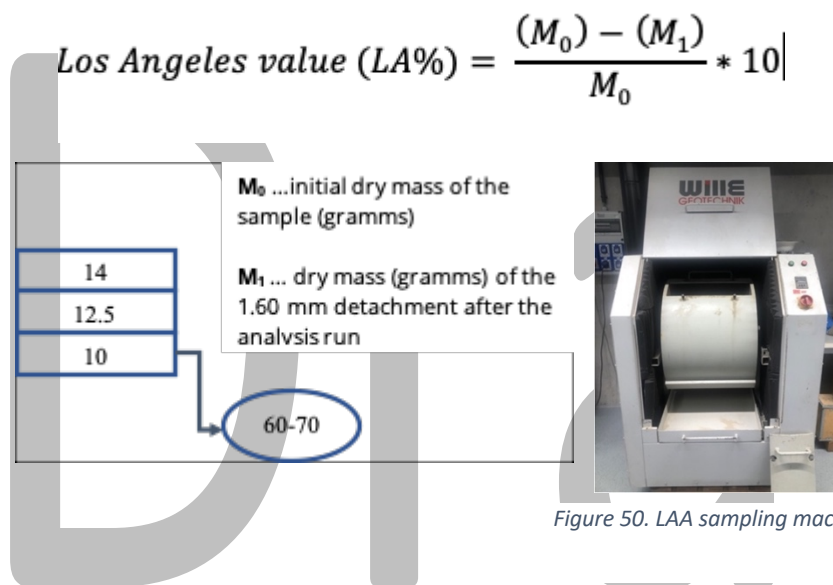 Los Angeles value (LA%) = (M₀) − (M₁) / M₀ * 10
M₀ ...initial dry mass of the
sample (gramms)
M₁ ... dry mass (gramms) of the
1.60 mm detachment after the
analysis run
14
12.5
10
60-70
WIllE
GEOTECHNIK
Figure 50. LAA sampling mac